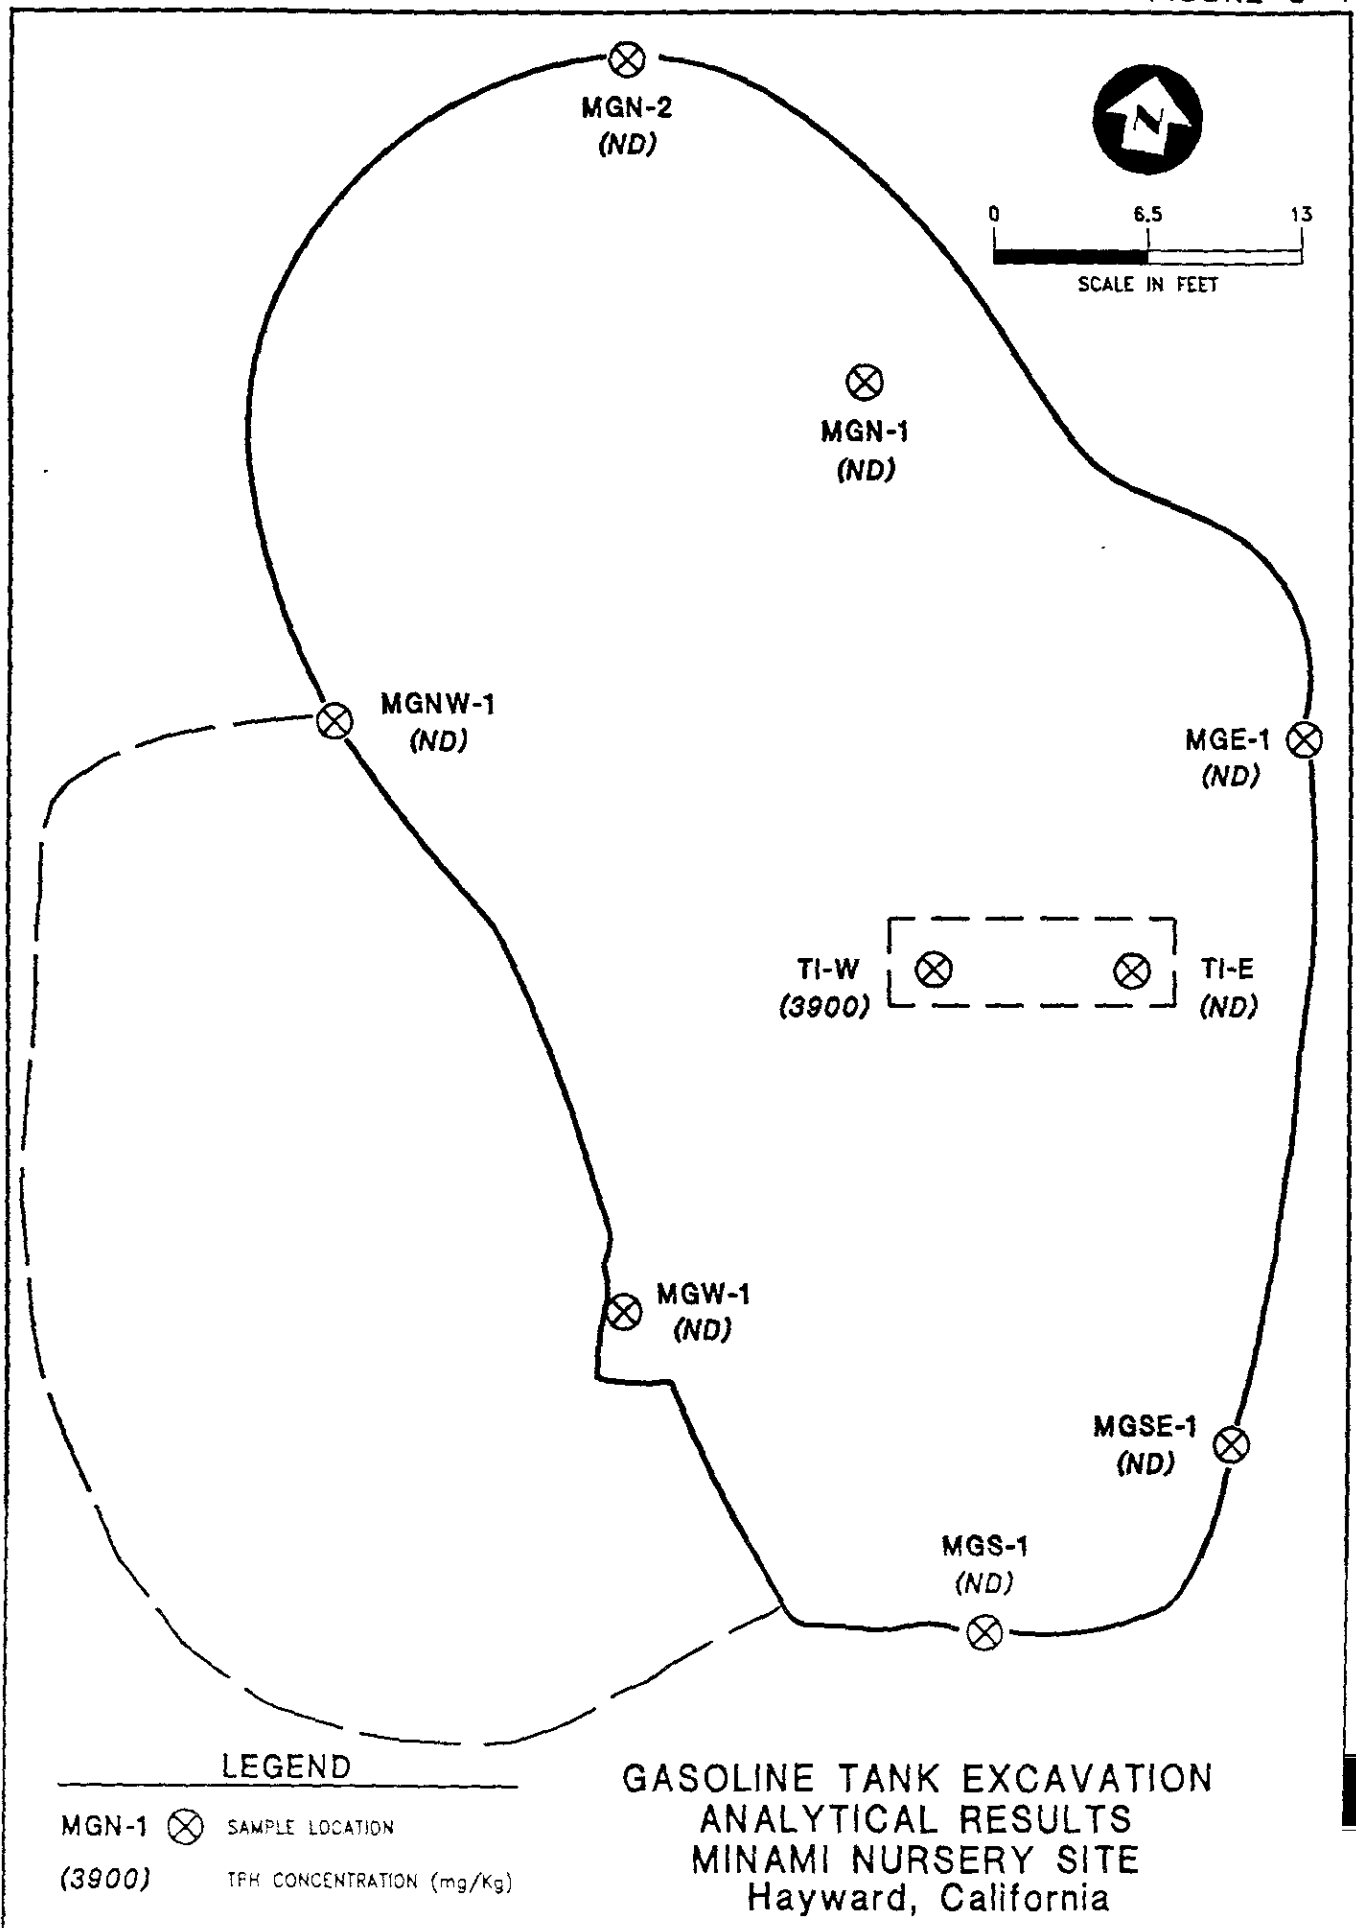 MGN-2
(ND)
N
0 6.5 13
SCALE IN FEET
MGN-1
(ND)
MGNW-1
(ND)
MGE-1
(ND)
TI-W
(3900)
TI-E
(ND)
MGW-1
(ND)
MGSE-1
(ND)
MGS-1
(ND)
LEGEND
MGN-1 SAMPLE LOCATION
(3900) TPH CONCENTRATION (mg/Kg)
GASOLINE TANK EXCAVATION
ANALYTICAL RESULTS
MINAMI NURSERY SITE
Hayward, California